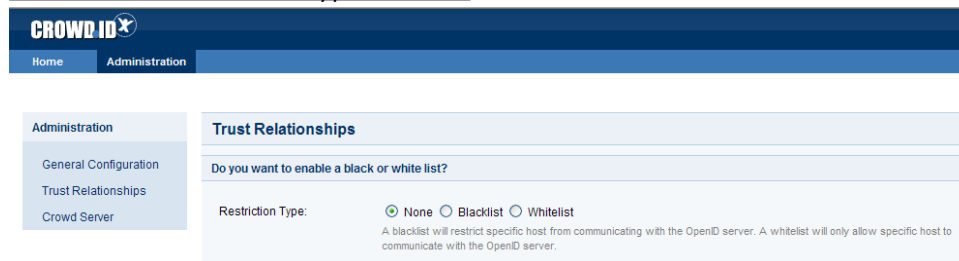 CROWD ID
Home Administration
Administration
General Configuration
Trust Relationships
Crowd Server
Trust Relationships
Do you want to enable a black or white list?
Restriction Type: None Blacklist Whitelist
A blacklist will restrict specific host from communicating with the OpenID server. A whitelist will only allow specific host to
communicate with the OpenID server.